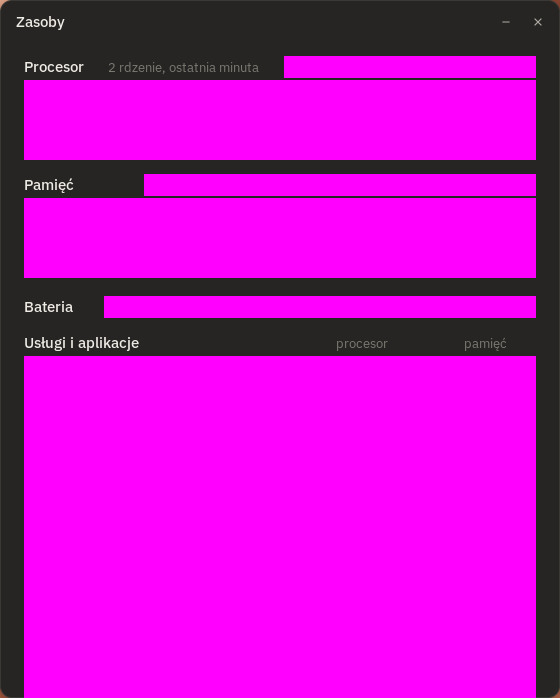 Zasoby
Procesor 2 rdzenie, ostatnia minuta
Pamięć
Bateria
Usługi i aplikacje procesor pamięć